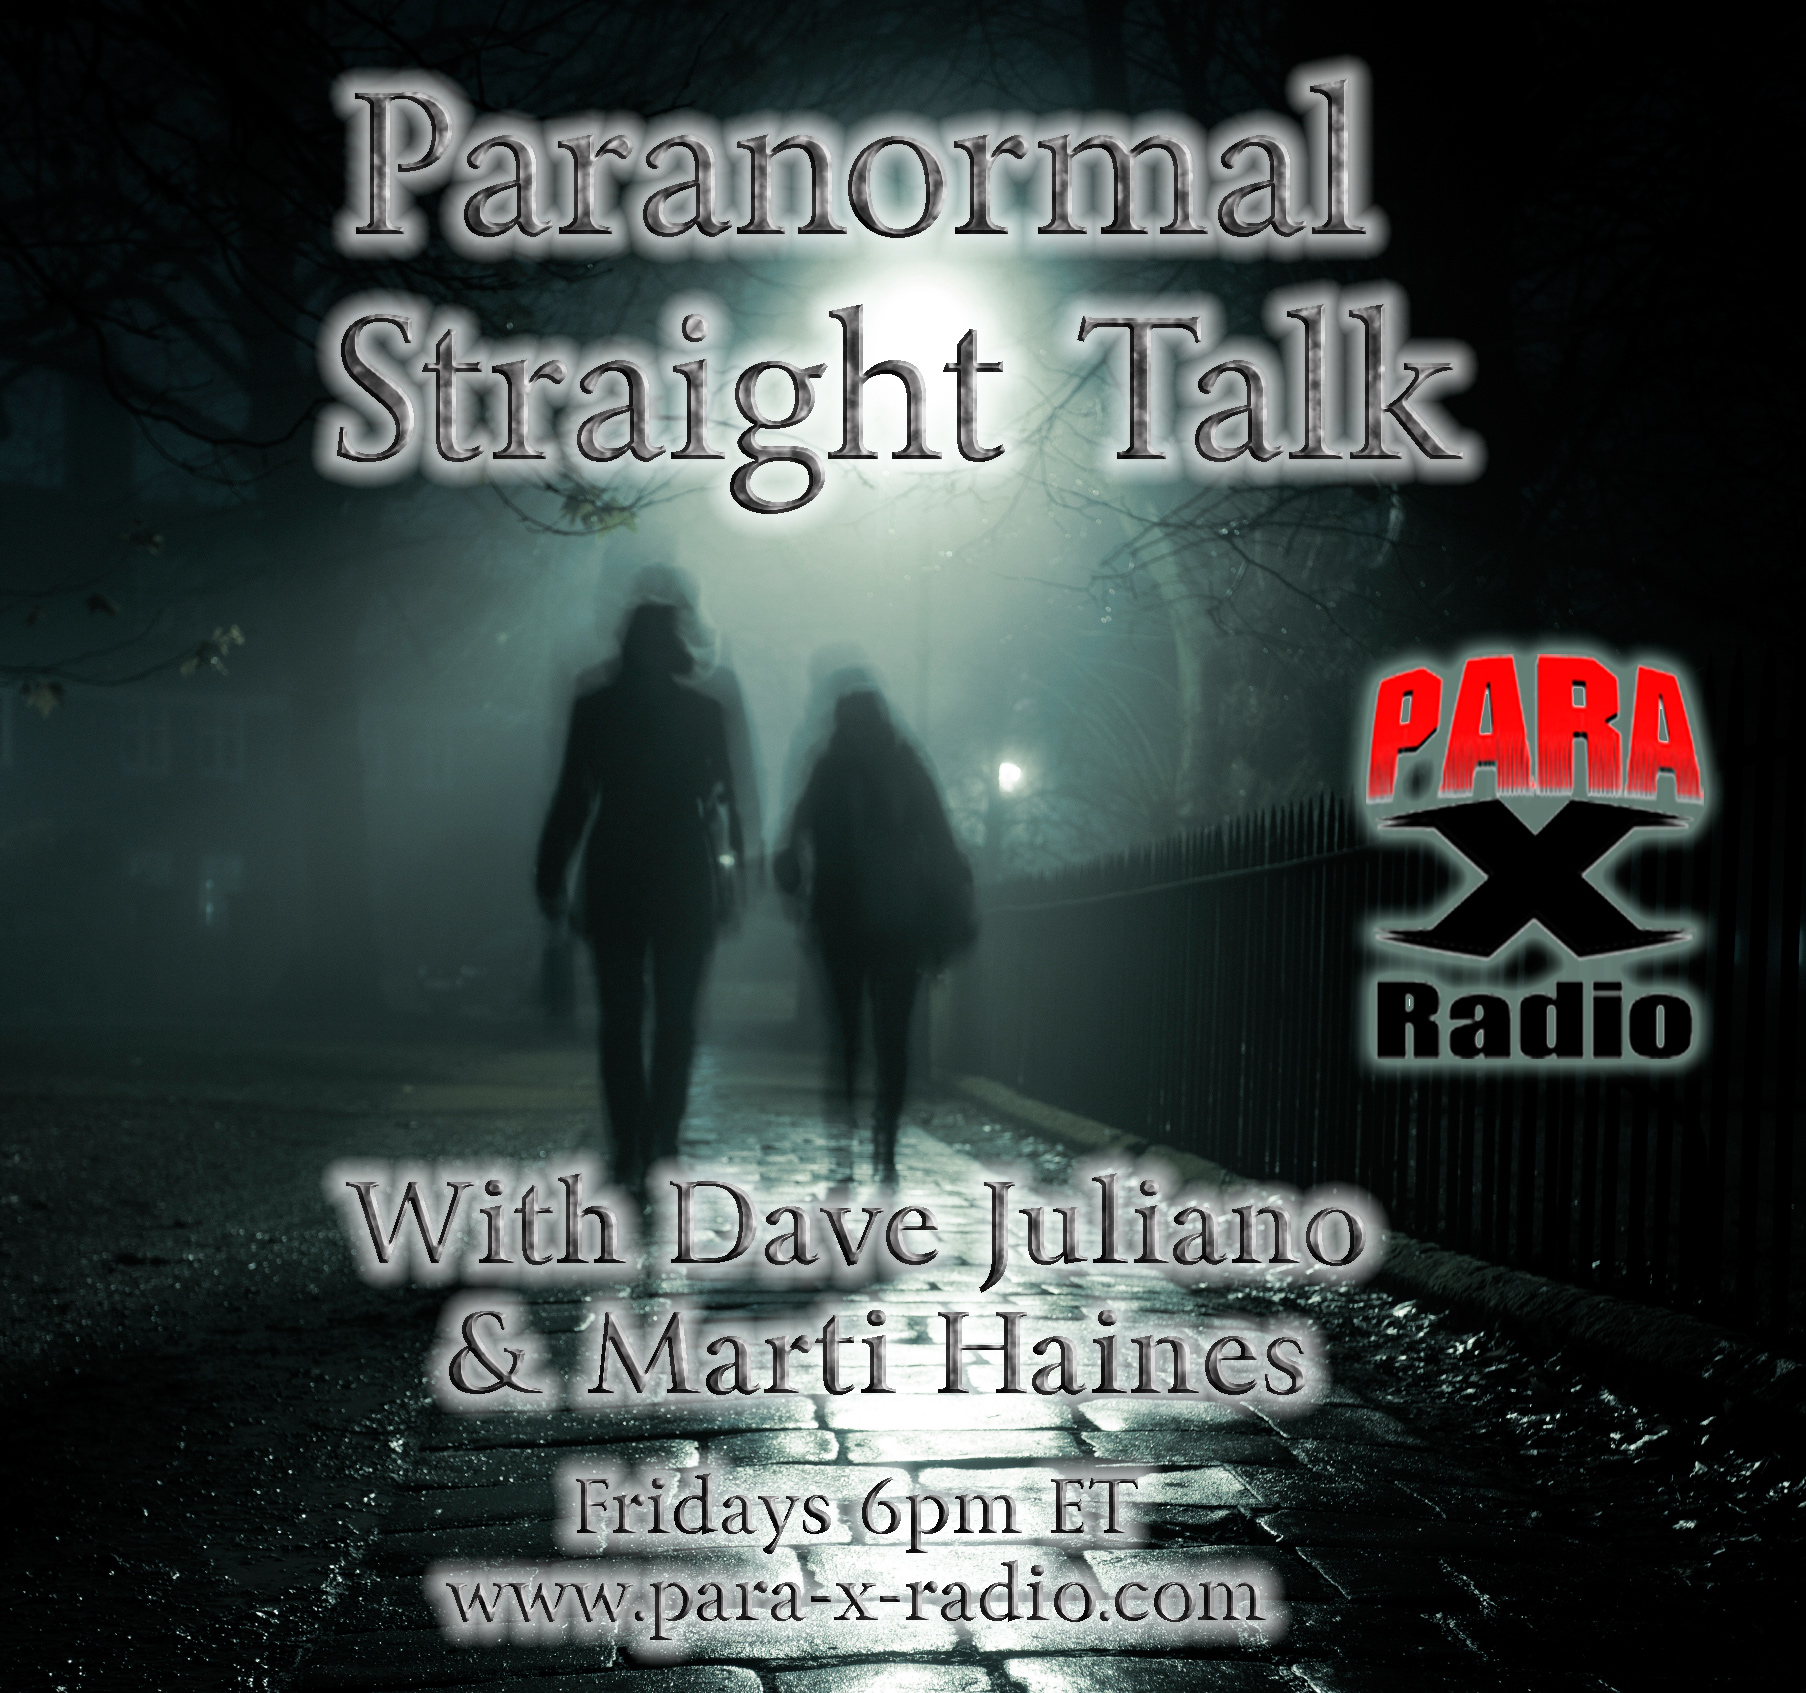 Paranormal
Straight Talk
PARA
X
Radio
With Dave Juliano
& Marti Haines
Fridays 6pm ET
www.para-x-radio.com